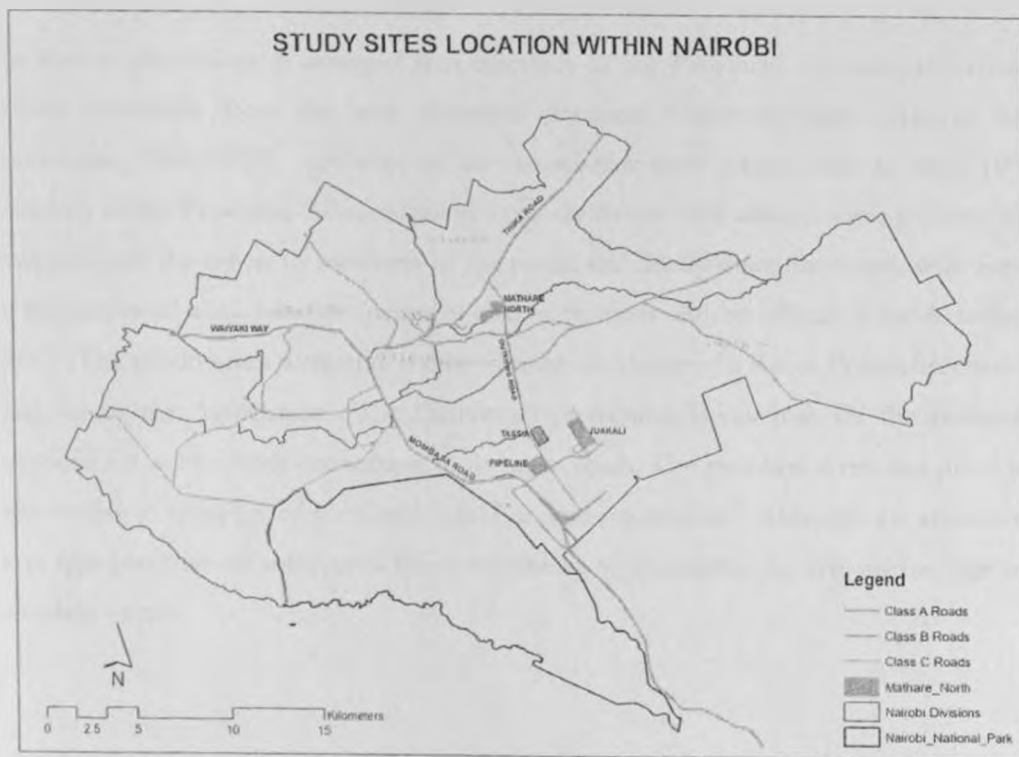 STUDY SITES LOCATION WITHIN NAIROBI
THIKA ROAD
MATHARE
NORTH
WAIYAKI WAY
TASSIA
JUAKALI
PIPELINE
MOMBASA ROAD
Legend
Class A Roads
Class B Roads
Class C Roads
Mathare_North
Nairobi Divisions
Nairobi_National_Park
N
Kilometers
0 2.5 5 10 15